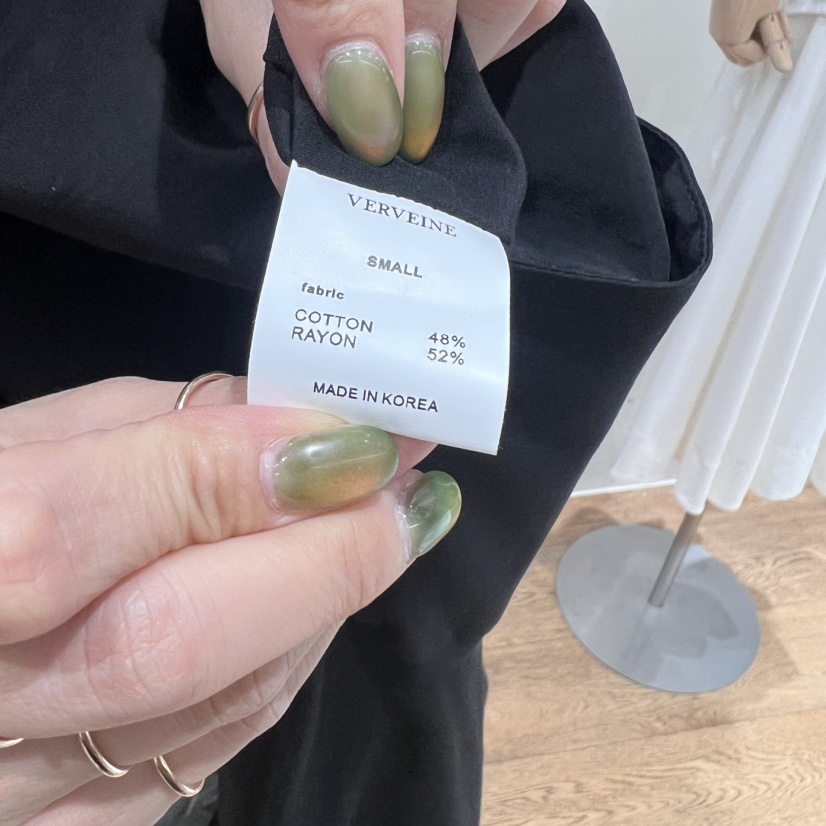 VERVEINE
SMALL
fabric
COTTON 48%
RAYON 52%
MADE IN KOREA